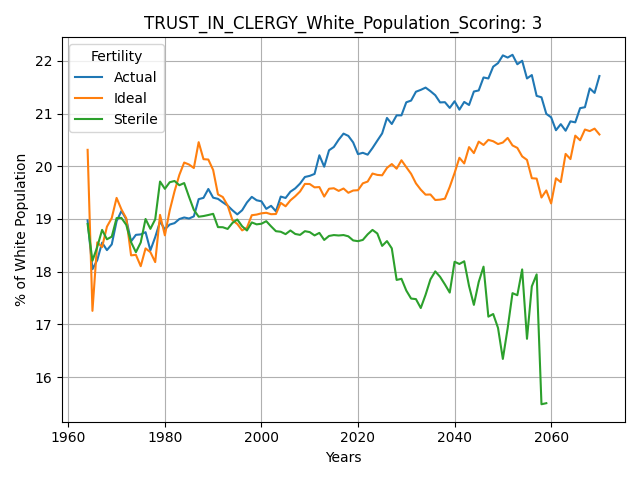 TRUST_IN_CLERGY_White_Population_Scoring: 3
Fertility
Actual
Ideal
Sterile
% of White Population
22
21
20
19
18
17
16
1960
1980
2000
2020
2040
2060
Years